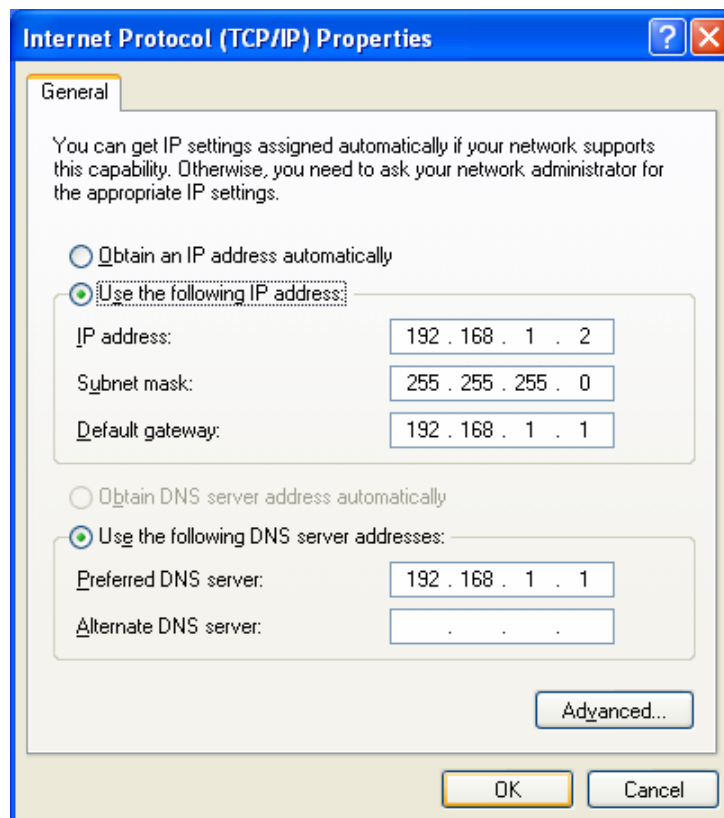 Internet Protocol (TCP/IP) Properties
General
You can get IP settings assigned automatically if your network supports
this capability. Otherwise, you need to ask your network administrator for
the appropriate IP settings.
Obtain an IP address automatically
Use the following IP address:
IP address: 192 . 168 . 1 . 2
Subnet mask: 255 . 255 . 255 . 0
Default gateway: 192 . 168 . 1 . 1
Obtain DNS server address automatically
Use the following DNS server addresses:
Preferred DNS server: 192 . 168 . 1 . 1
Alternate DNS server: . . .
Advanced...
OK Cancel